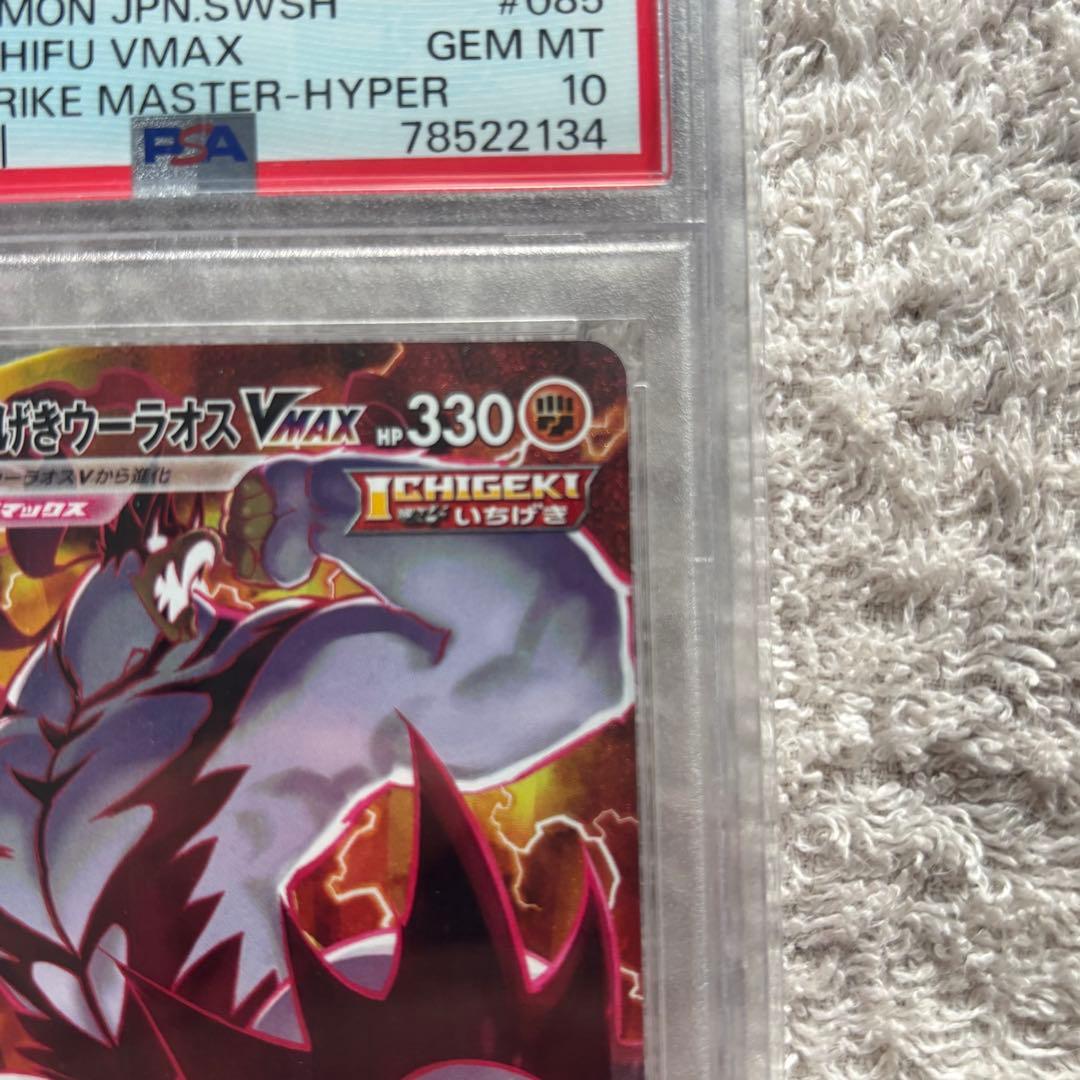 MON JPN.SWSH #085
HIFU VMAX GEM MT
RIKE MASTER-HYPER 10
PSA 78522134
げきウーラオス VMAX HP 330
ーラオスVから進化
マックス
ICHIGEKI
いちげき